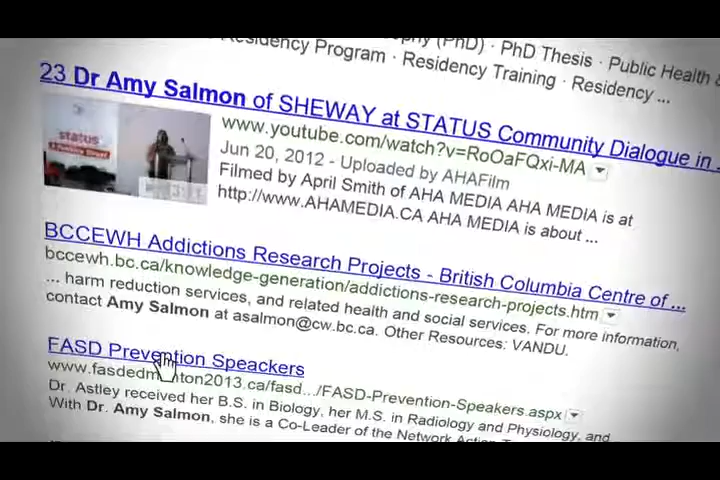 (PhD) · PhD Thesis · Public Health &
Residency Program · Residency Training · Residency ...
23 Dr Amy Salmon of SHEWAY at STATUS Community Dialogue in ...
status
www.youtube.com/watch?v=RoOaFQxi-MA
Jun 20, 2012 - Uploaded by AHAFilm
Filmed by April Smith of AHA MEDIA AHA MEDIA is at
http://www.AHAMEDIA.CA AHA MEDIA is about ...
BCCEWH Addictions Research Projects - British Columbia Centre of ...
bccewh.bc.ca/knowledge-generation/addictions-research-projects.htm
... harm reduction services, and related health and social services. For more information,
contact Amy Salmon at asalmon@cw.bc.ca. Other Resources: VANDU.
FASD Prevention Speackers
www.fasdedm nton2013.ca/fasd.../FASD-Prevention-Speakers.aspx
Dr. Astley received her B.S. in Biology, her M.S. in Radiology and Physiology, and
With Dr. Amy Salmon, she is a Co-Leader of the Network Action